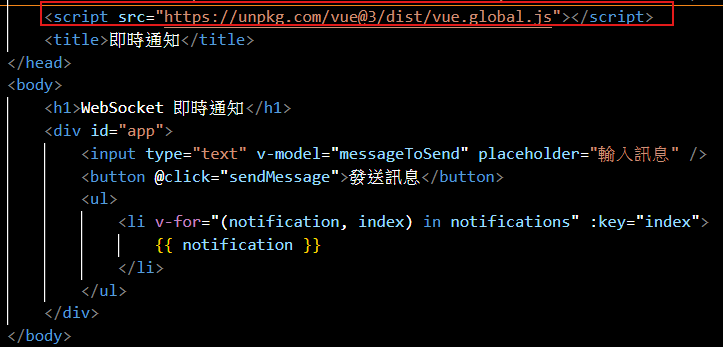 <script src="https://unpkg.com/vue@3/dist/vue.global.js"></script>
<title>即時通知</title>
</head>
<body>
<h1>WebSocket 即時通知</h1>
<div id="app">
<input type="text" v-model="messageToSend" placeholder="輸入訊息" />
<button @click="sendMessage">發送訊息</button>
<ul>
<li v-for="(notification, index) in notifications" :key="index">
{{ notification }}
</li>
</ul>
</div>
</body>